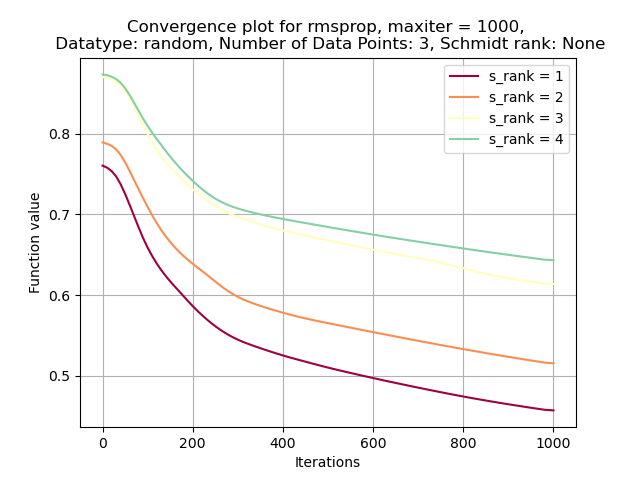 Convergence plot for rmsprop, maxiter = 1000,
Datatype: random, Number of Data Points: 3, Schmidt rank: None
s_rank = 1
s_rank = 2
s_rank = 3
s_rank = 4
Function value
0.8
0.7
0.6
0.5
0
200
400
600
800
1000
Iterations